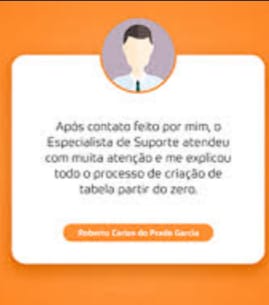 Após contato feito por mim, o
Especialista de Suporte atendeu
com muita atenção e me explicou
todo o processo de criação de
tabela partir do zero.
Roberto Carlos do Prado Garcia